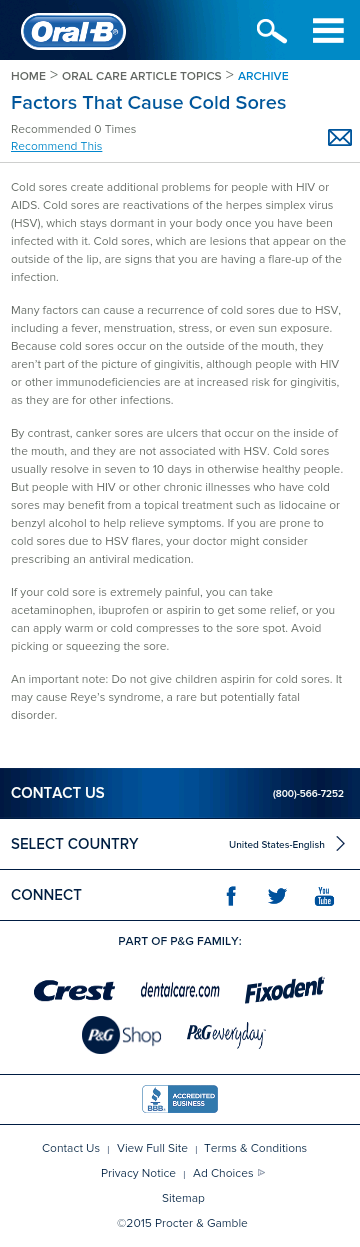 Oral-B
HOME > ORAL CARE ARTICLE TOPICS > ARCHIVE
Factors That Cause Cold Sores
Recommended 0 Times
Recommend This
Cold sores create additional problems for people with HIV or
AIDS. Cold sores are reactivations of the herpes simplex virus
(HSV), which stays dormant in your body once you have been
infected with it. Cold sores, which are lesions that appear on the
outside of the lip, are signs that you are having a flare-up of the
infection.
Many factors can cause a recurrence of cold sores due to HSV,
including a fever, menstruation, stress, or even sun exposure.
Because cold sores occur on the outside of the mouth, they
aren't part of the picture of gingivitis, although people with HIV
or other immunodeficiencies are at increased risk for gingivitis,
as they are for other infections.
By contrast, canker sores are ulcers that occur on the inside of
the mouth, and they are not associated with HSV. Cold sores
usually resolve in seven to 10 days in otherwise healthy people.
But people with HIV or other chronic illnesses who have cold
sores may benefit from a topical treatment such as lidocaine or
benzyl alcohol to help relieve symptoms. If you are prone to
cold sores due to HSV flares, your doctor might consider
prescribing an antiviral medication.
If your cold sore is extremely painful, you can take
acetaminophen, ibuprofen or aspirin to get some relief, or you
can apply warm or cold compresses to the sore spot. Avoid
picking or squeezing the sore.
An important note: Do not give children aspirin for cold sores. It
may cause Reye's syndrome, a rare but potentially fatal
disorder.
CONTACT US (800)-566-7252
SELECT COUNTRY United States-English
CONNECT You Tube
PART OF P&G FAMILY:
Crest dentalcare.com Fixodent
P&G Shop P&G everyday
BBB ACCREDITED
BUSINESS
Contact Us | View Full Site | Terms & Conditions
Privacy Notice | Ad Choices
Sitemap
©2015 Procter & Gamble